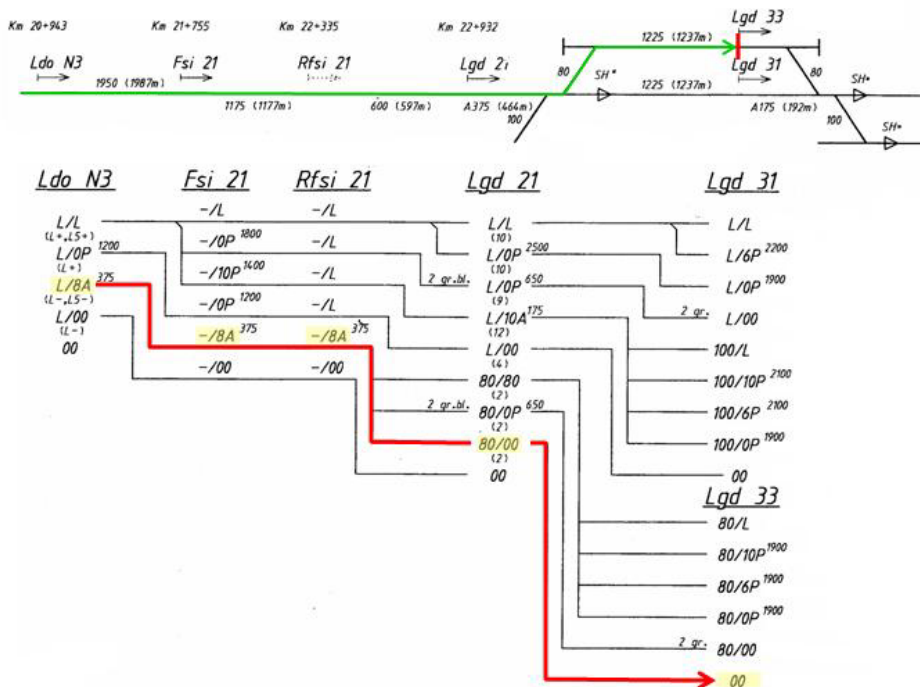 Km 20+943 Km 21+755 Km 22+335 Km 22+932 Lgd 33
1225 (1237m)
Ldo N3 Fsi 21 Rfsi 21 Lgd 2i Lgd 31
80 SH* 80 SH*
1950 (1987m) 1225 (1237m)
1175 (1177m) 600 (597m) A375 (464m) A175 (192m)
100 100 SH*
Ldo N3 Fsi 21 Rfsi 21 Lgd 21 Lgd 31
L/L -/L -/L L/L L/L
(L+,LS+) (10)
L/0P 1200 -/0P 1800 -/L L/0P 2500 L/6P 2200
(L+) (10)
L/8A 375 -/10P 1400 -/L 2 gr.bl. L/0P 650 L/0P 1900
(L-,LS-) (9)
L/00 -/0P 1200 -/L L/10A 175 2 gr. L/00
(L-) (12)
00 -/8A 375 -/8A 375 L/00 100/L
(4)
-/00 -/00 80/80 100/10P 2100
(2)
2 gr.bl. 80/0P 650 100/6P 2100
(2)
80/00 100/0P 1900
(2)
00 00
Lgd 33
80/L
80/10P 1900
80/6P 1900
80/0P 1900
2 gr. 80/00
00